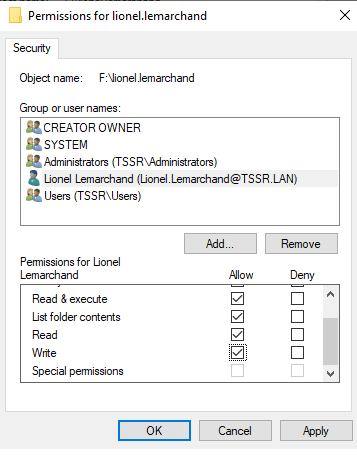 Permissions for lionel.lemarchand
Security
Object name: F:\lionel.lemarchand
Group or user names:
CREATOR OWNER
SYSTEM
Administrators (TSSR\Administrators)
Lionel Lemarchand (Lionel.Lemarchand@TSSR.LAN)
Users (TSSR\Users)
Add... Remove
Permissions for Lionel
Lemarchand Allow Deny
Read & execute
List folder contents
Read
Write
Special permissions
OK Cancel Apply